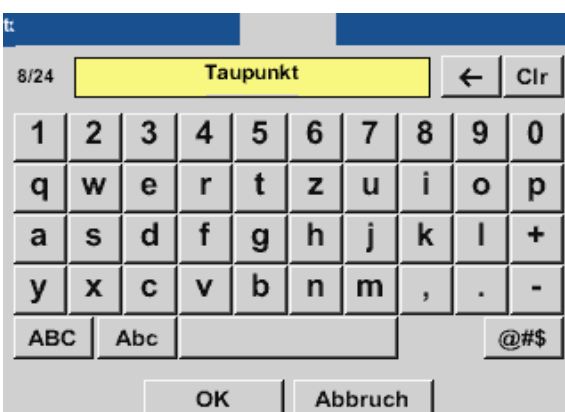 8/24 Taupunkt ← Clr
1 2 3 4 5 6 7 8 9 0
q w e r t z u i o p
a s d f g h j k l +
y x c v b n m , . -
ABC Abc @#$
OK Abbruch